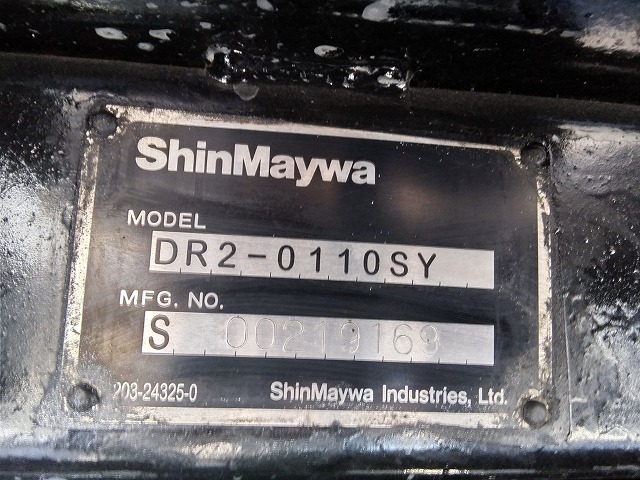 ShinMaywa
MODEL
DR2-0110SY
MFG. NO.
S 00219169
203-24325-0 ShinMaywa Industries, Ltd.